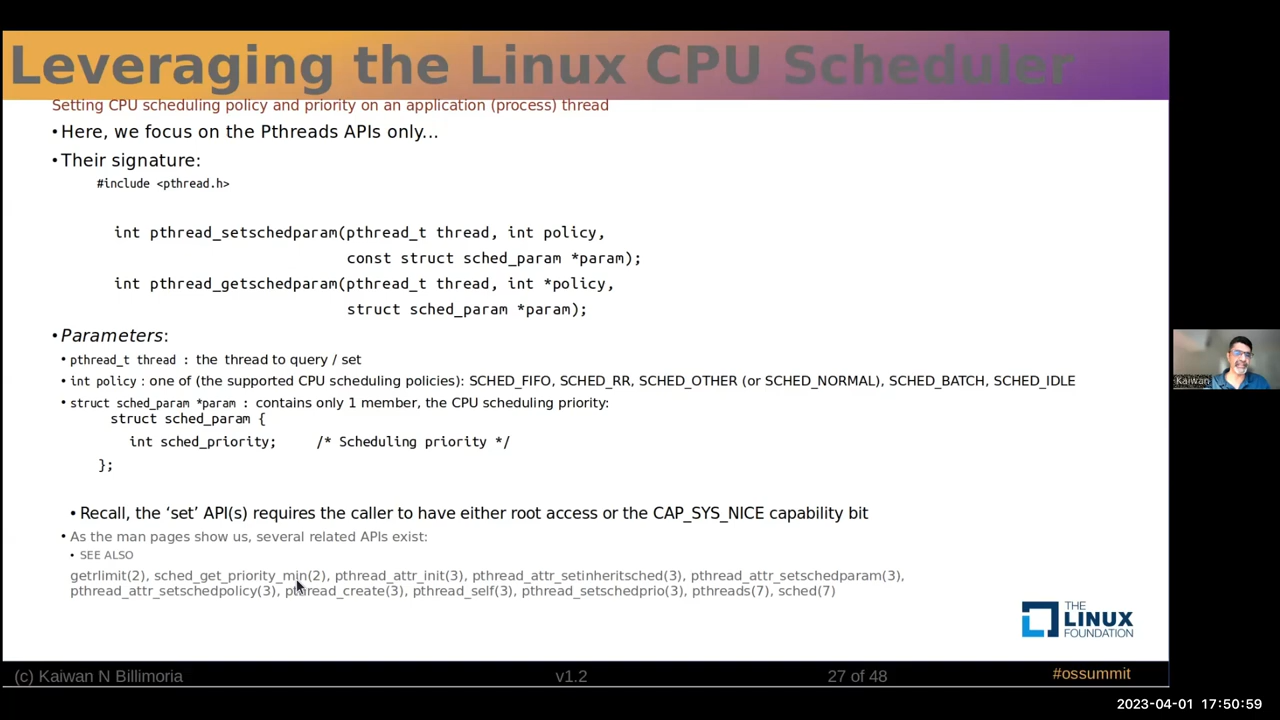 Leveraging the Linux CPU Scheduler
Setting CPU scheduling policy and priority on an application (process) thread
• Here, we focus on the Pthreads APIs only...
• Their signature:
#include <pthread.h>
int pthread_setschedparam(pthread_t thread, int policy,
const struct sched_param *param);
int pthread_getschedparam(pthread_t thread, int *policy,
struct sched_param *param);
• Parameters:
• pthread_t thread : the thread to query / set
• int policy : one of (the supported CPU scheduling policies): SCHED_FIFO, SCHED_RR, SCHED_OTHER (or SCHED_NORMAL), SCHED_BATCH, SCHED_IDLE
• struct sched_param *param : contains only 1 member, the CPU scheduling priority:
struct sched_param {
int sched_priority; /* Scheduling priority */
};
• Recall, the ‘set’ API(s) requires the caller to have either root access or the CAP_SYS_NICE capability bit
• As the man pages show us, several related APIs exist:
• SEE ALSO
getrlimit(2), sched_get_priority_min(2), pthread_attr_init(3), pthread_attr_setinheritsched(3), pthread_attr_setschedparam(3),
pthread_attr_setschedpolicy(3), pthread_create(3), pthread_self(3), pthread_setschedprio(3), pthreads(7), sched(7)
THE
LINUX
FOUNDATION
(c) Kaiwan N Billimoria v1.2 27 of 48 #ossummit
Kaiwan
2023-04-01 17:50:59